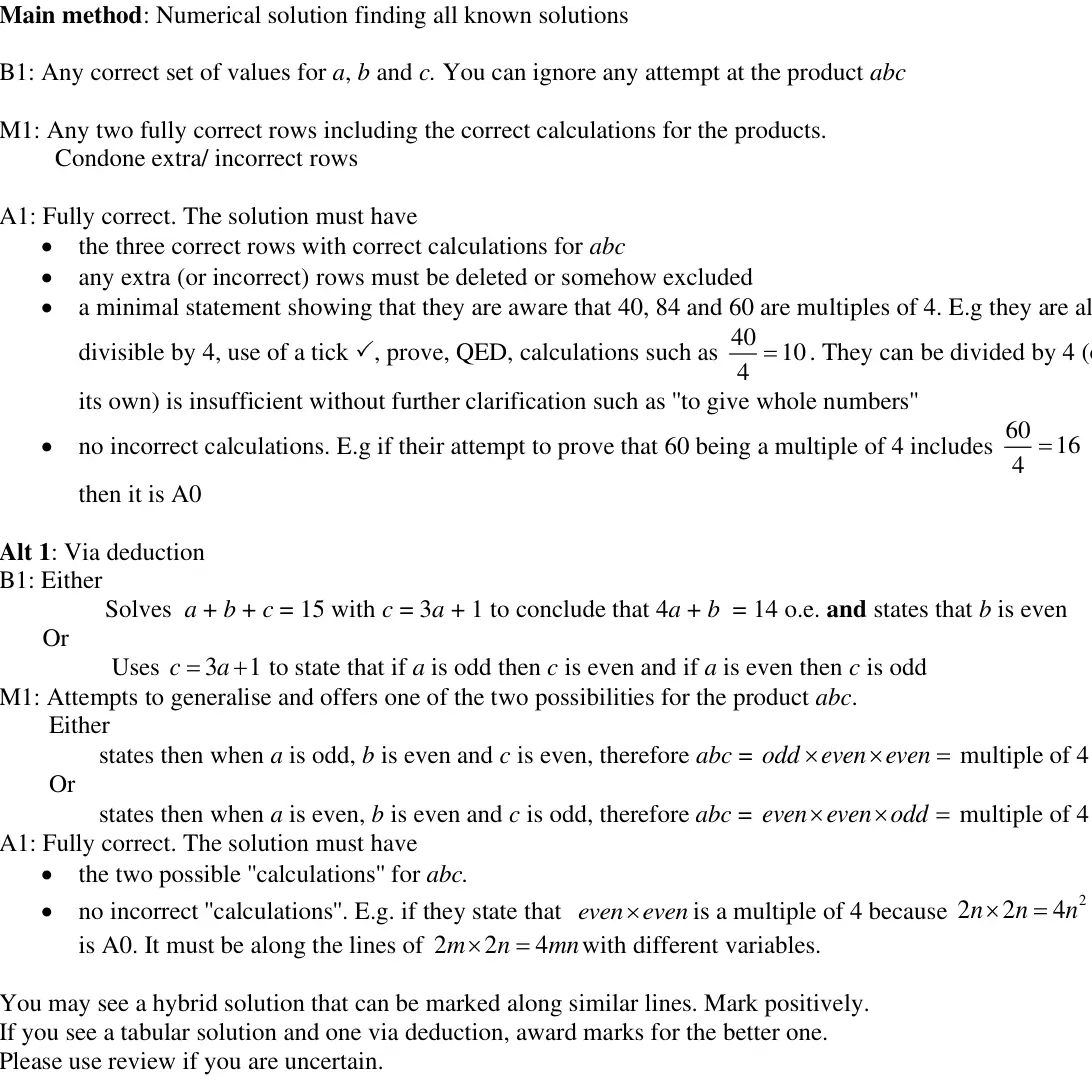 Main method: Numerical solution finding all known solutions
B1: Any correct set of values for a, b and c. You can ignore any attempt at the product abc
M1: Any two fully correct rows including the correct calculations for the products.
Condone extra/ incorrect rows
A1: Fully correct. The solution must have
• the three correct rows with correct calculations for abc
• any extra (or incorrect) rows must be deleted or somehow excluded
• a minimal statement showing that they are aware that 40, 84 and 60 are multiples of 4. E.g they are al
divisible by 4, use of a tick ✓, prove, QED, calculations such as 40/4 = 10. They can be divided by 4 (
its own) is insufficient without further clarification such as "to give whole numbers"
• no incorrect calculations. E.g if their attempt to prove that 60 being a multiple of 4 includes 60/4 = 16
then it is A0
Alt 1: Via deduction
B1: Either
Solves a + b + c = 15 with c = 3a + 1 to conclude that 4a + b = 14 o.e. and states that b is even
Or
Uses c = 3a + 1 to state that if a is odd then c is even and if a is even then c is odd
M1: Attempts to generalise and offers one of the two possibilities for the product abc.
Either
states then when a is odd, b is even and c is even, therefore abc = odd × even × even = multiple of 4
Or
states then when a is even, b is even and c is odd, therefore abc = even × even × odd = multiple of 4
A1: Fully correct. The solution must have
• the two possible "calculations" for abc.
• no incorrect "calculations". E.g. if they state that even × even is a multiple of 4 because 2n × 2n = 4n²
is A0. It must be along the lines of 2m × 2n = 4mn with different variables.
You may see a hybrid solution that can be marked along similar lines. Mark positively.
If you see a tabular solution and one via deduction, award marks for the better one.
Please use review if you are uncertain.